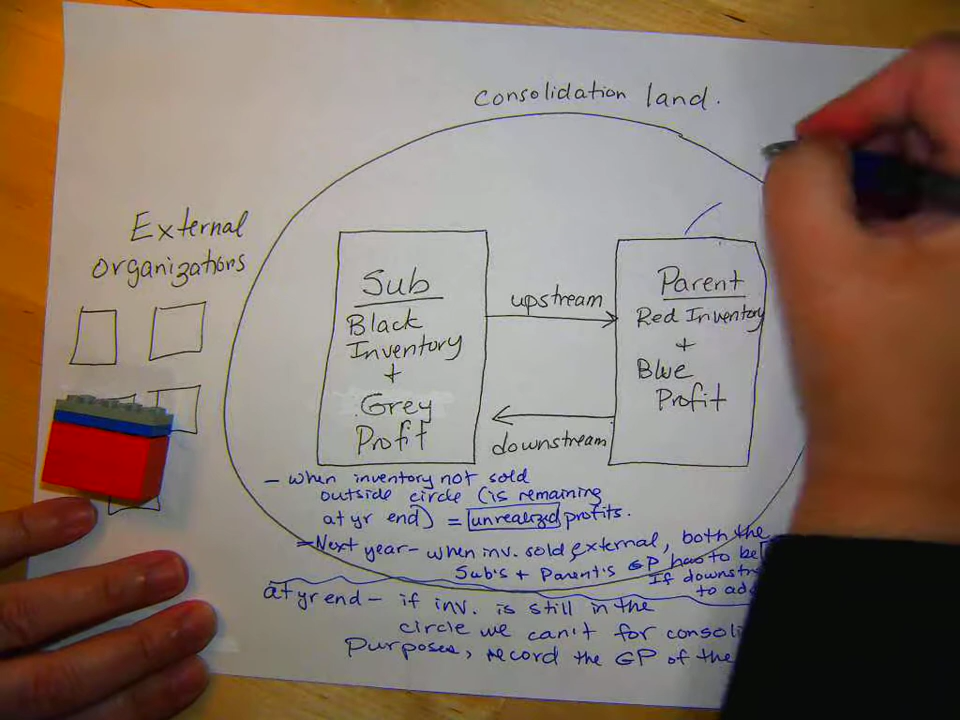 Consolidation land.
External
organizations
Sub
Black
Inventory
+
Grey
Profit
upstream
downstream
Parent
Red Inventory
+
Blue
Profit
- when inventory not sold
outside circle (is remaining
at yr end) = unrealized profits.
= Next year - when inv. sold external, both the
Sub's + Parent's GP has to be
If downst
to ad
at yr end - if inv. is still in the
circle we can't for consoli
purposes, record the GP of the